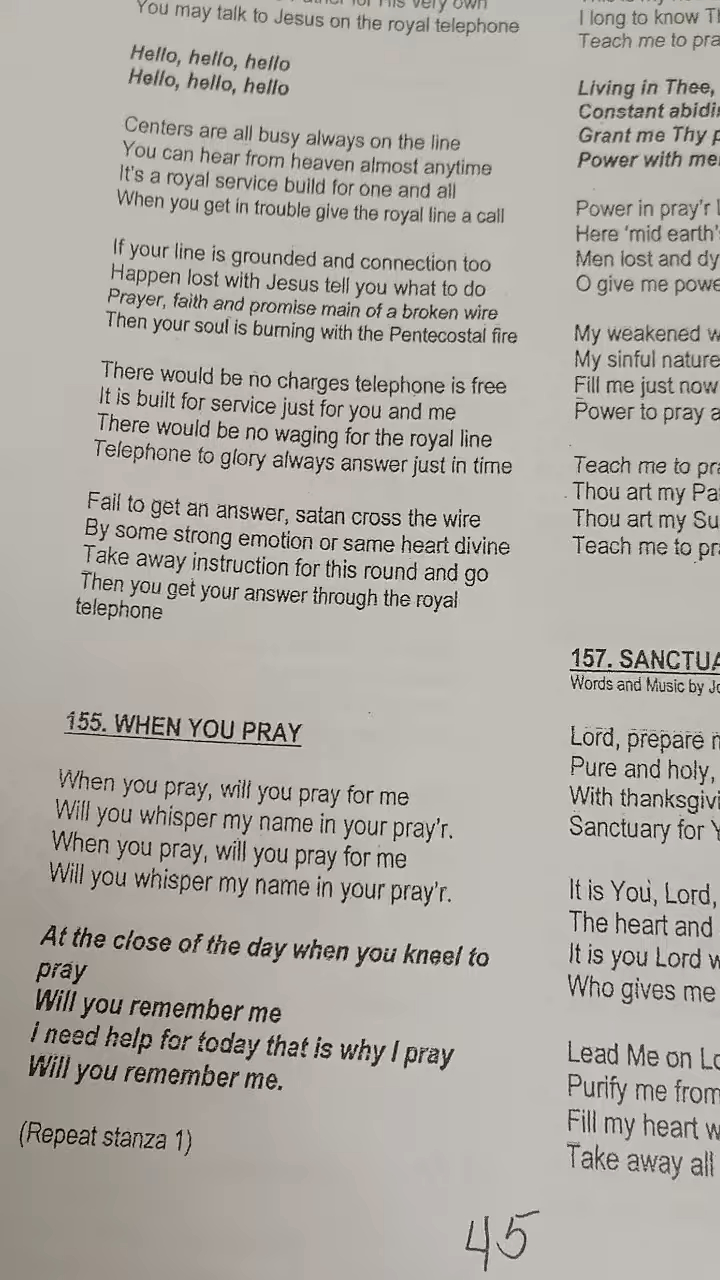 very own
You may talk to Jesus on the royal telephone
Hello, hello, hello
Hello, hello, hello
Centers are all busy always on the line
You can hear from heaven almost anytime
It's a royal service build for one and all
When you get in trouble give the royal line a call
If your line is grounded and connection too
Happen lost with Jesus tell you what to do
Prayer, faith and promise main of a broken wire
Then your soul is burning with the Pentecostal fire
There would be no charges telephone is free
It is built for service just for you and me
There would be no waging for the royal line
Telephone to glory always answer just in time
Fail to get an answer, satan cross the wire
By some strong emotion or same heart divine
Take away instruction for this round and go
Then you get your answer through the royal
telephone
155. WHEN YOU PRAY
When you pray, will you pray for me
Will you whisper my name in your pray'r.
When you pray, will you pray for me
Will you whisper my name in your pray'r.
At the close of the day when you kneel to
pray
Will you remember me
I need help for today that is why I pray
Will you remember me.
(Repeat stanza 1)
I long to know
Teach me to
Living in Thee,
Constant
Grant me Thy
Power with
Power in pray'r
Here 'mid earth's
Men lost and
O give me
My weakened
My sinful nature
Fill me just now
Power to pray
Teach me to
Thou art my
Thou art my
Teach me to
157.
Words and Music by
Lord, prepare
Pure and holy,
With
Sanctuary for
It is You, Lord,
The heart and
It is you Lord
Who gives me
Lead Me on
Purify me from
Fill my heart
Take away all
45